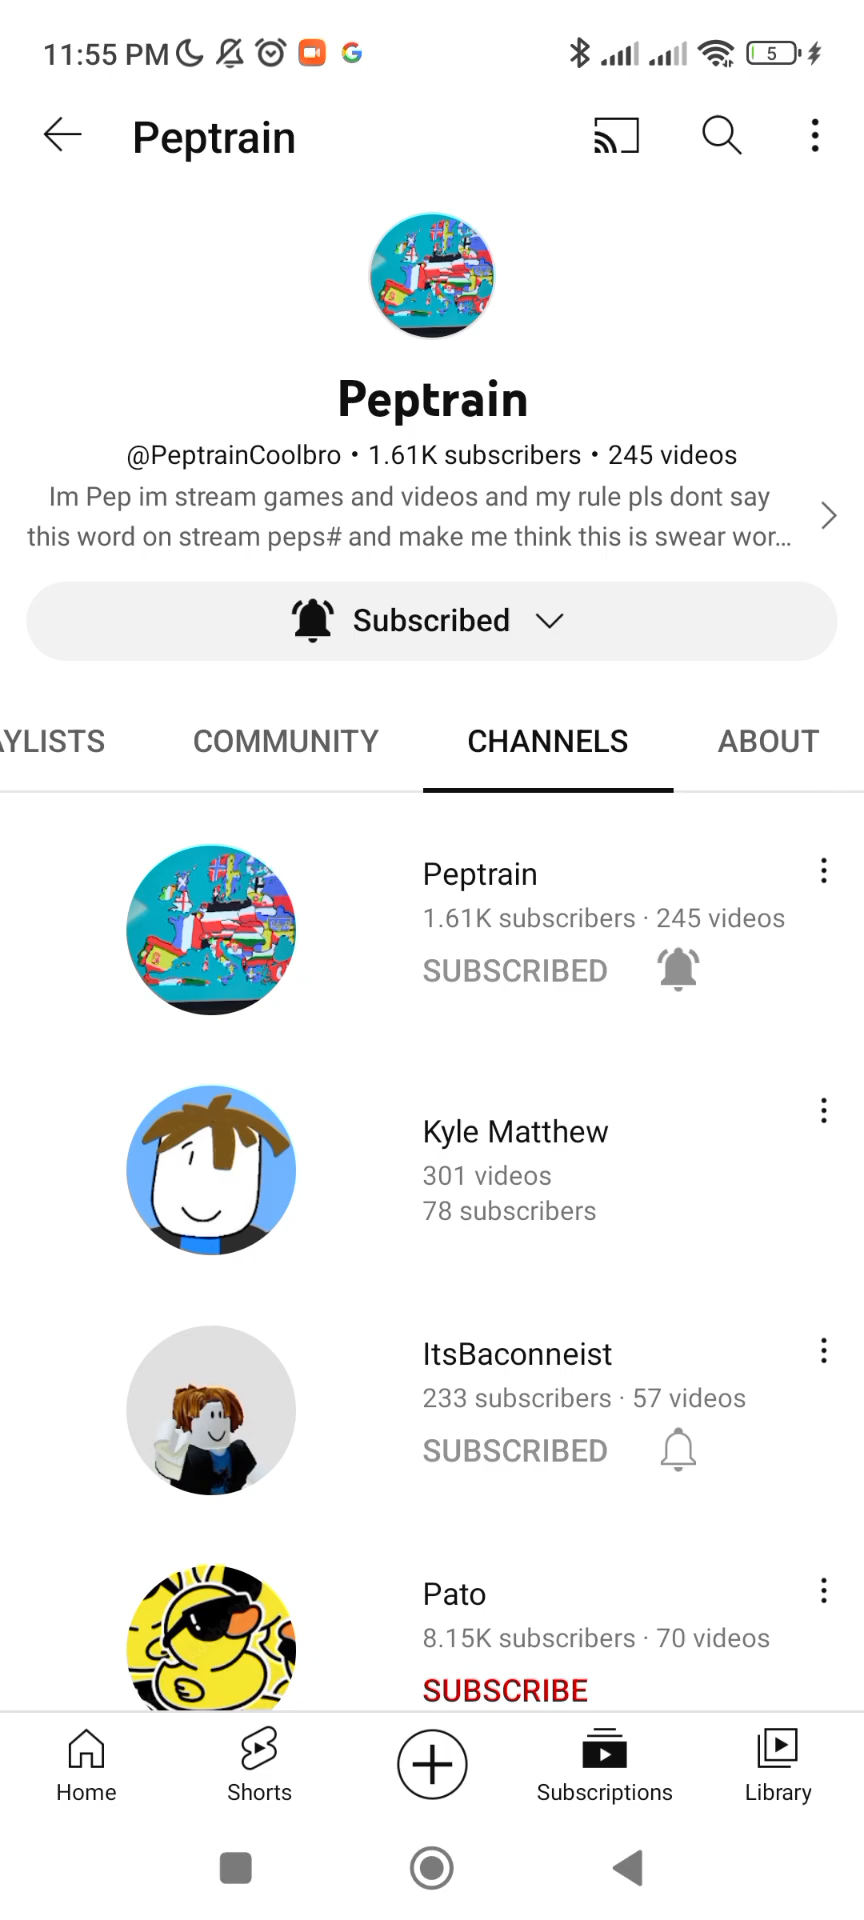 11:55 PM
5
Peptrain
Peptrain
@PeptrainCoolbro • 1.61K subscribers • 245 videos
Im Pep im stream games and videos and my rule pls dont say
this word on stream peps# and make me think this is swear wor...
Subscribed
AYLISTS COMMUNITY CHANNELS ABOUT
Peptrain
1.61K subscribers · 245 videos
SUBSCRIBED
Kyle Matthew
301 videos
78 subscribers
ItsBaconneist
233 subscribers · 57 videos
SUBSCRIBED
Pato
8.15K subscribers · 70 videos
SUBSCRIBE
Home Shorts Subscriptions Library